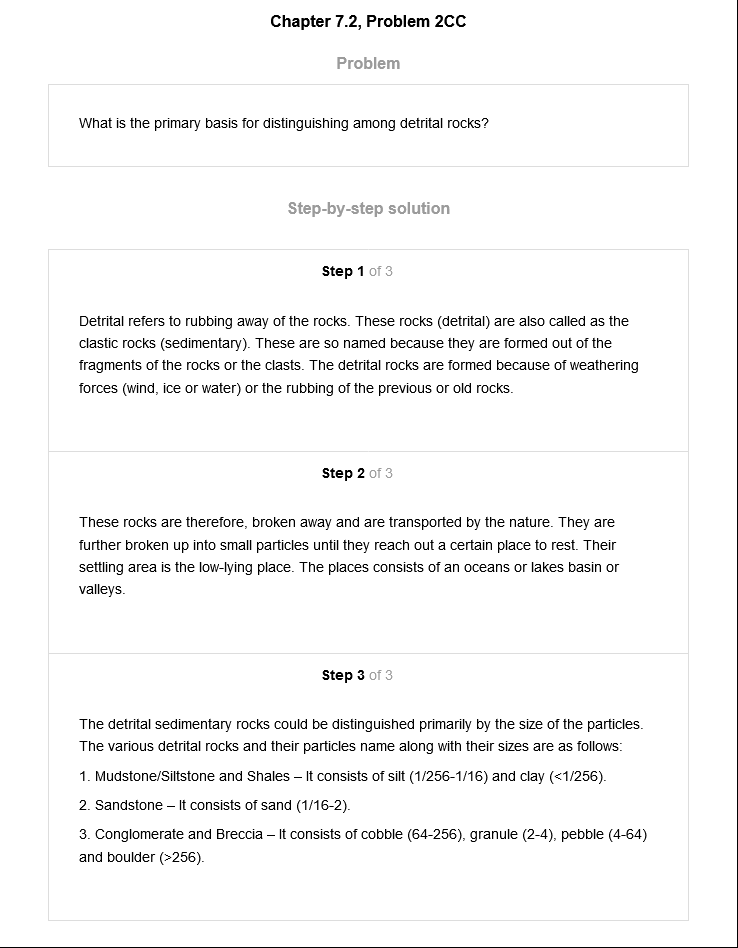 Chapter 7.2, Problem 2CC
Problem
What is the primary basis for distinguishing among detrital rocks?
Step-by-step solution
Step 1 of 3
Detrital refers to rubbing away of the rocks. These rocks (detrital) are also called as the
clastic rocks (sedimentary). These are so named because they are formed out of the
fragments of the rocks or the clasts. The detrital rocks are formed because of weathering
forces (wind, ice or water) or the rubbing of the previous or old rocks.
Step 2 of 3
These rocks are therefore, broken away and are transported by the nature. They are
further broken up into small particles until they reach out a certain place to rest. Their
settling area is the low-lying place. The places consists of an oceans or lakes basin or
valleys.
Step 3 of 3
The detrital sedimentary rocks could be distinguished primarily by the size of the particles.
The various detrital rocks and their particles name along with their sizes are as follows:
1. Mudstone/Siltstone and Shales – It consists of silt (1/256-1/16) and clay (<1/256).
2. Sandstone – It consists of sand (1/16-2).
3. Conglomerate and Breccia – It consists of cobble (64-256), granule (2-4), pebble (4-64)
and boulder (>256).